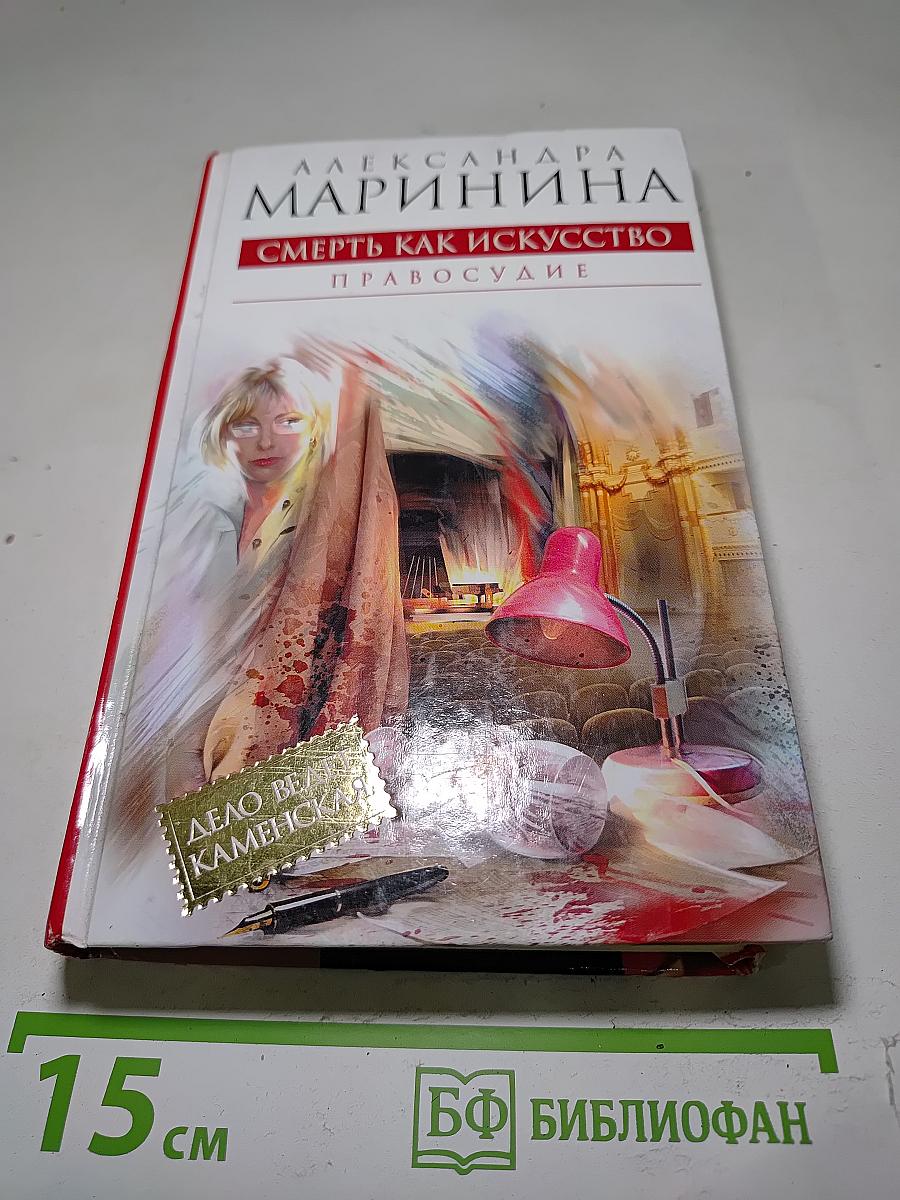 АЛЕКСАНДРА
МАРИНИНА
СМЕРТЬ КАК ИСКУССТВО
ПРАВОСУДИЕ
ДЕЛО ВЕДЕТ
КАМЕНСКАЯ
15 см
БФ БИБЛИОФАН